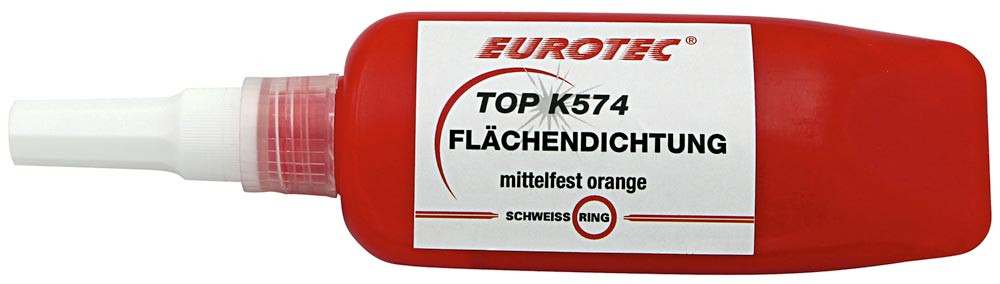 EUROTEC®
TOP K574
FLÄCHENDICHTUNG
mittelfest orange
SCHWEISS RING